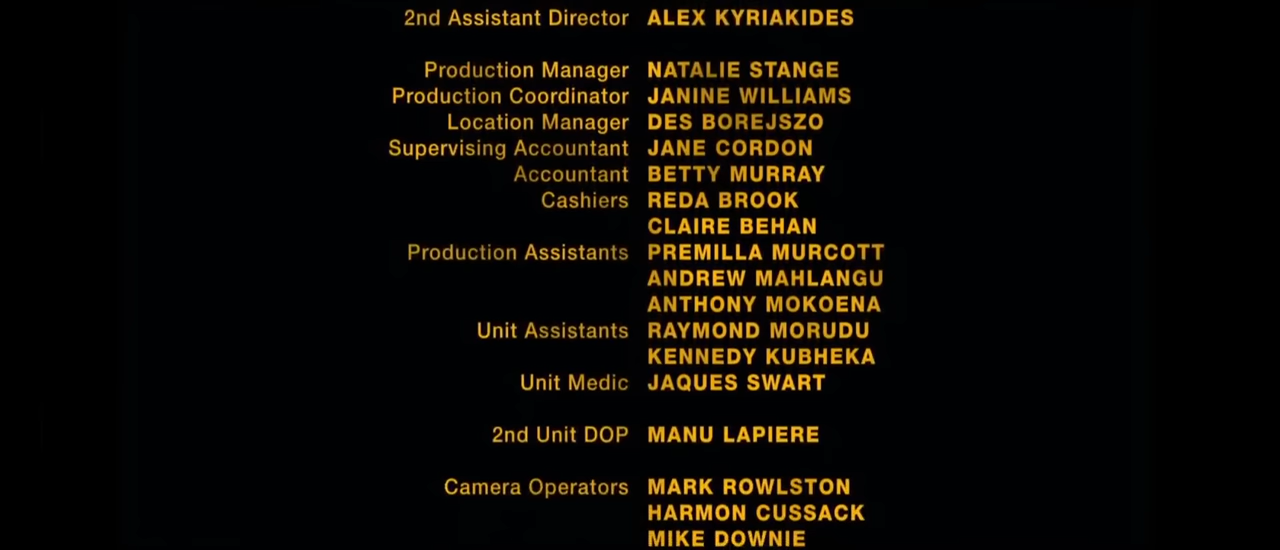 2nd Assistant Director ALEX KYRIAKIDES
Production Manager NATALIE STANGE
Production Coordinator JANINE WILLIAMS
Location Manager DES BOREJSZO
Supervising Accountant JANE CORDON
Accountant BETTY MURRAY
Cashiers REDA BROOK
CLAIRE BEHAN
Production Assistants PREMILLA MURCOTT
ANDREW MAHLANGU
ANTHONY MOKOENA
Unit Assistants RAYMOND MORUDU
KENNEDY KUBHEKA
Unit Medic JAQUES SWART
2nd Unit DOP MANU LAPIERE
Camera Operators MARK ROWLSTON
HARMON CUSSACK
MIKE DOWNIE